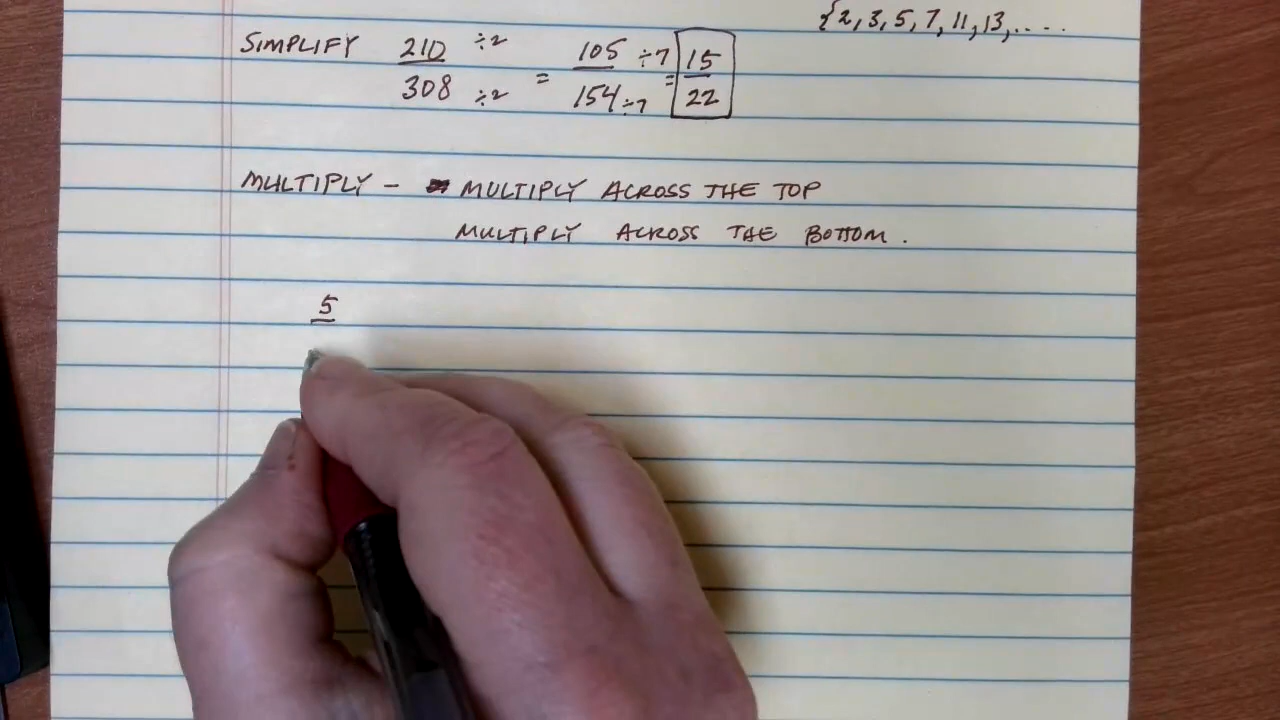 {2, 3, 5, 7, 11, 13, ....
SIMPLIFY 210/308 ÷2/÷2 = 105/154 ÷7/÷7 = 15/22
MULTIPLY - MULTIPLY ACROSS THE TOP
MULTIPLY ACROSS THE BOTTOM.
5